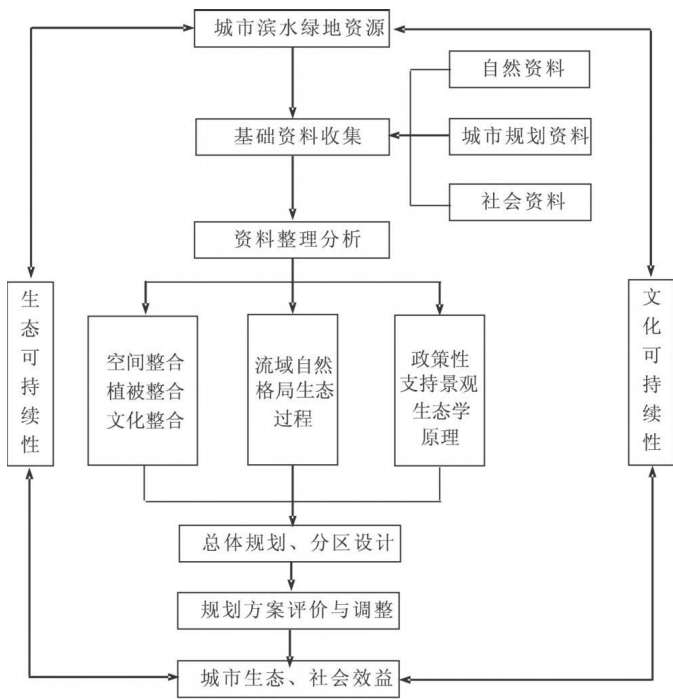 城市滨水绿地资源
自然资料
基础资料收集
城市规划资料
社会资料
资料整理分析
生态可持续性
空间整合
植被整合
文化整合
流域自然
格局生态
过程
政策性
支持景观
生态学
原理
文化可持续性
总体规划、分区设计
规划方案评价与调整
城市生态、社会效益